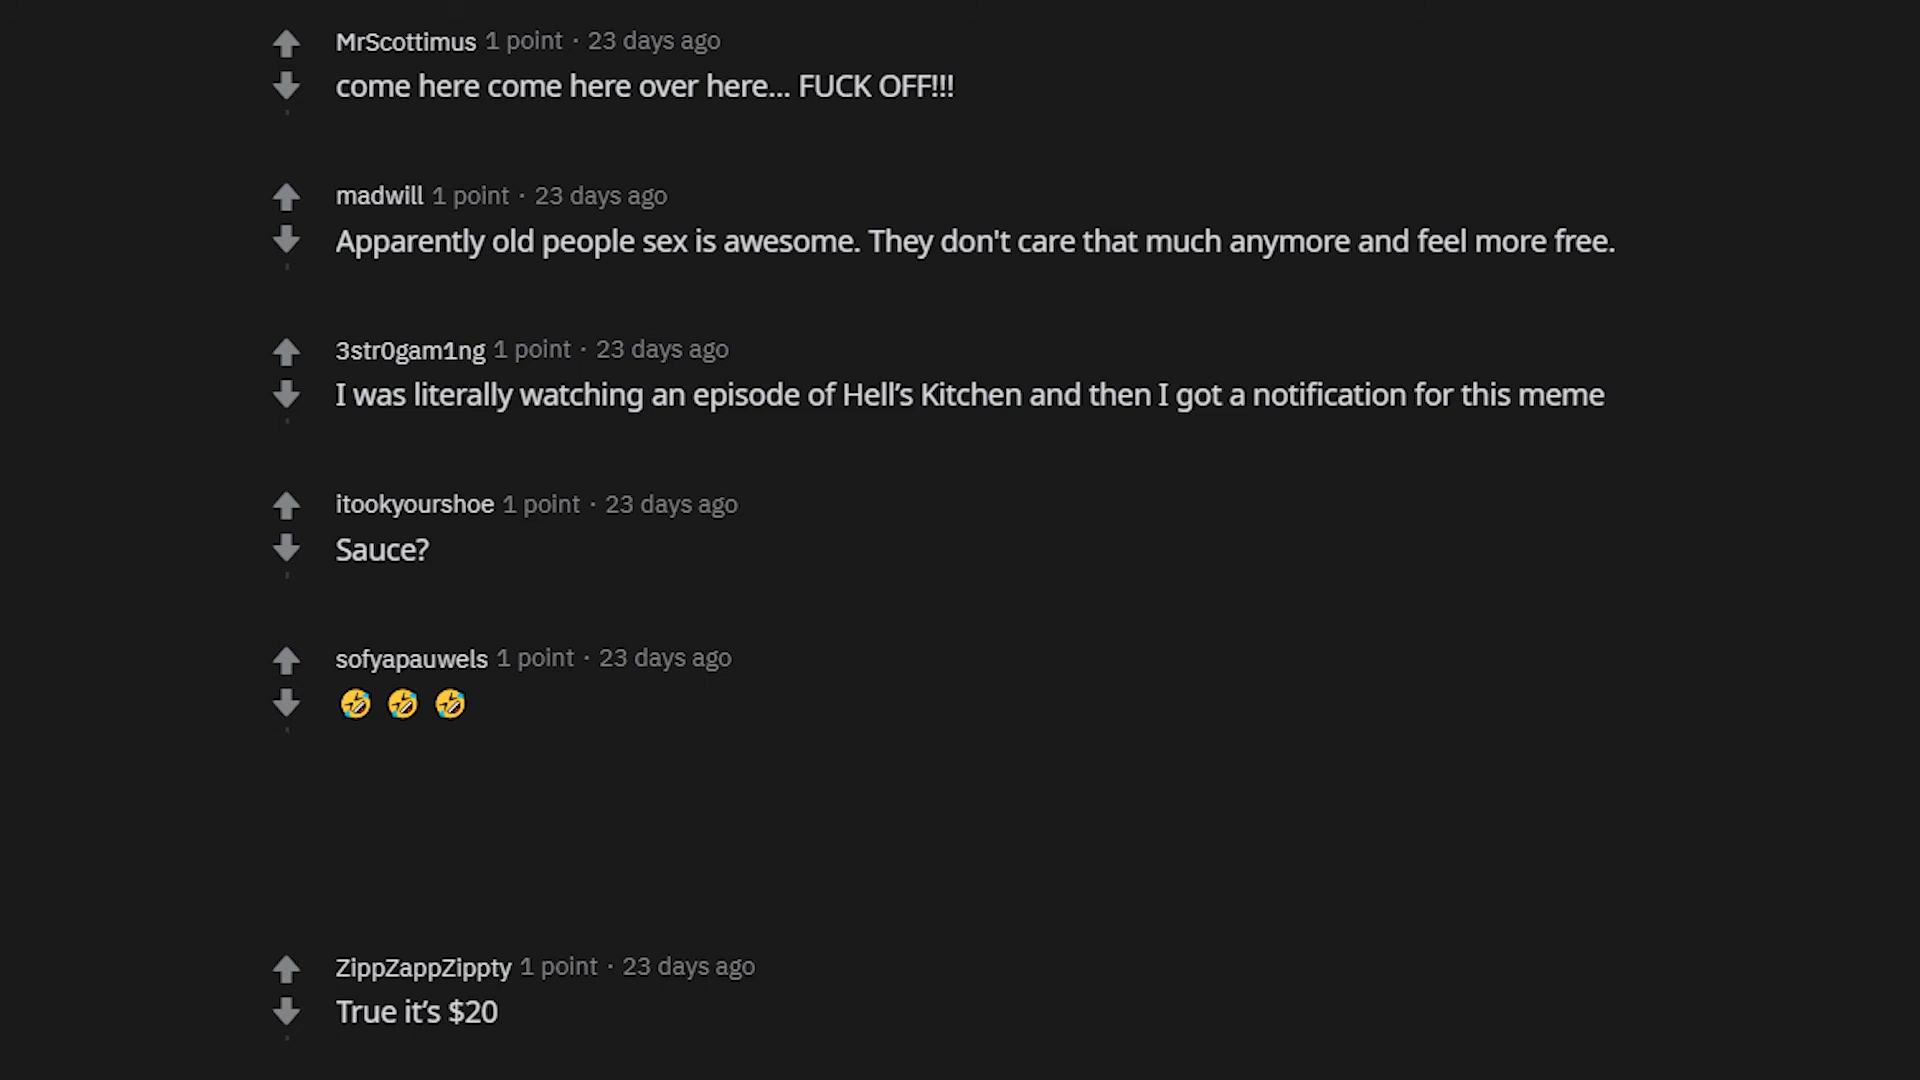 MrScottimus 1 point · 23 days ago
come here come here over here... FUCK OFF!!!
madwill 1 point · 23 days ago
Apparently old people sex is awesome. They don't care that much anymore and feel more free.
3str0gam1ng 1 point · 23 days ago
I was literally watching an episode of Hell’s Kitchen and then I got a notification for this meme
itookyourshoe 1 point · 23 days ago
Sauce?
sofyapauwels 1 point · 23 days ago
🤣 🤣 🤣
ZippZappZippty 1 point · 23 days ago
True it’s $20